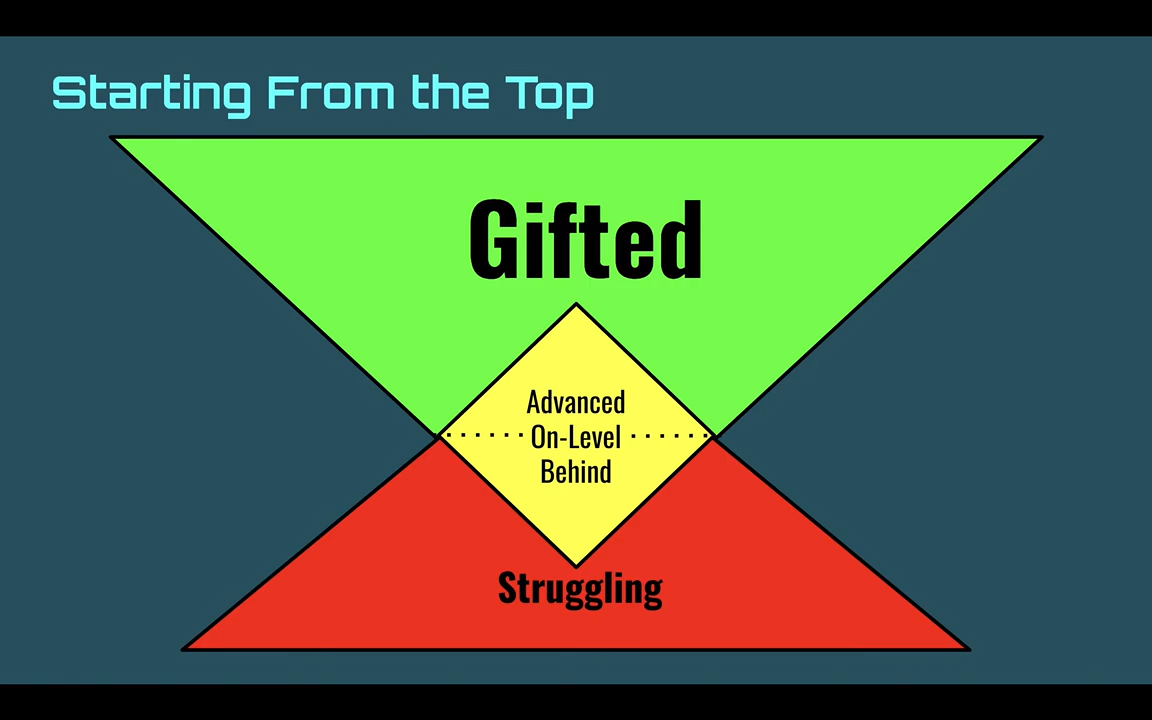 Starting From the Top
Gifted
Advanced
On-Level
Behind
Struggling